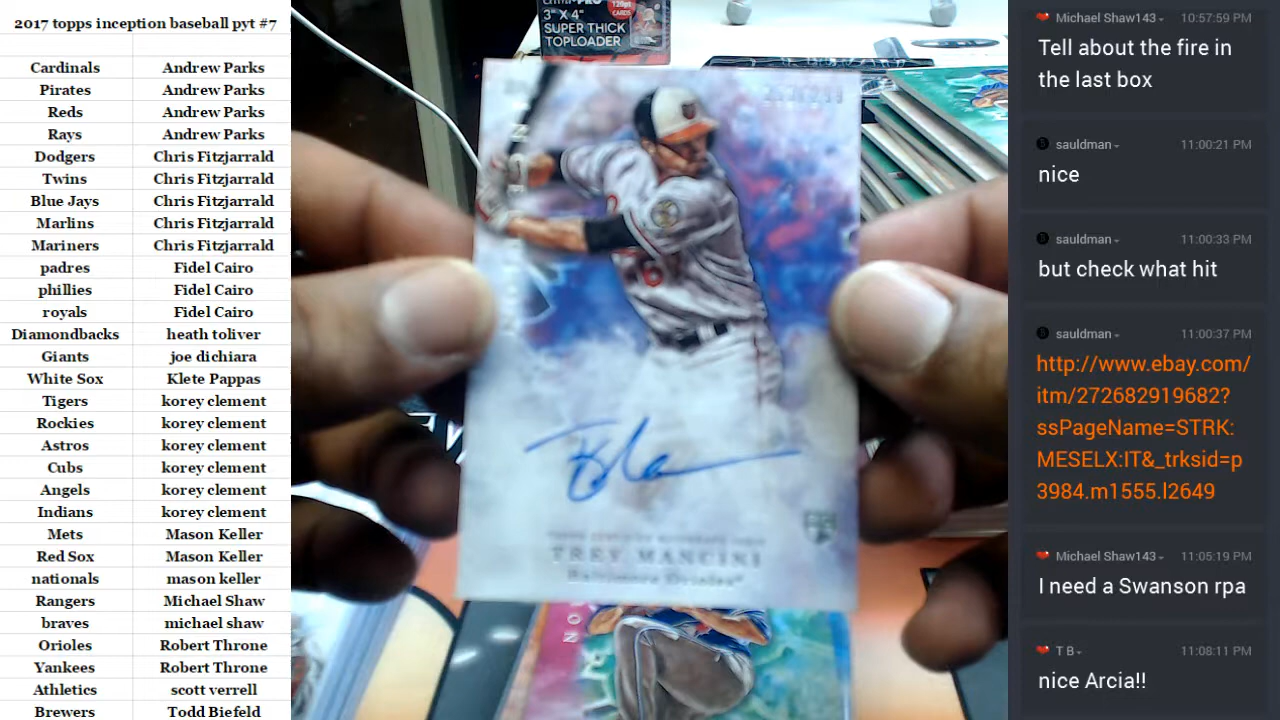 2017 topps inception baseball pyt #7
Cardinals Andrew Parks
Pirates Andrew Parks
Reds Andrew Parks
Rays Andrew Parks
Dodgers Chris Fitzjarrald
Twins Chris Fitzjarrald
Blue Jays Chris Fitzjarrald
Marlins Chris Fitzjarrald
Mariners Chris Fitzjarrald
padres Fidel Cairo
phillies Fidel Cairo
royals Fidel Cairo
Diamondbacks heath toliver
Giants joe dichiara
White Sox Klete Pappas
Tigers korey clement
Rockies korey clement
Astros korey clement
Cubs korey clement
Angels korey clement
Indians korey clement
Mets Mason Keller
Red Sox Mason Keller
nationals mason keller
Rangers Michael Shaw
braves michael shaw
Orioles Robert Throne
Yankees Robert Throne
Athletics scott verrell
Brewers Todd Biefeld
120pt
CARDS
3" X 4"
SUPER THICK
TOPLOADER
6
TREY MANCINI
Baltimore Orioles
Michael Shaw143 10:57:59 PM
Tell about the fire in
the last box
sauldman 11:00:21 PM
nice
sauldman 11:00:33 PM
but check what hit
sauldman 11:00:37 PM
http://www.ebay.com/
itm/272682919682?
ssPageName=STRK:
MESELX:IT&_trksid=p
3984.m1555.l2649
Michael Shaw143 11:05:19 PM
I need a Swanson rpa
T B 11:08:11 PM
nice Arcia!!